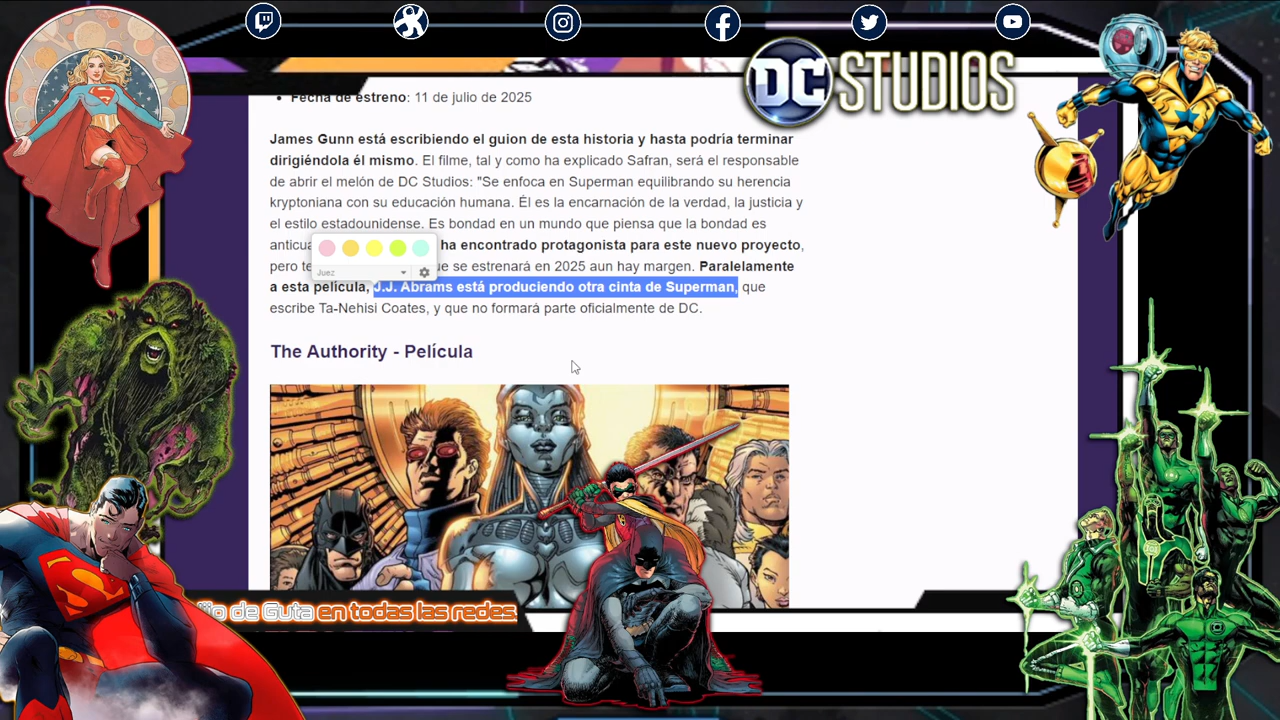 DC STUDIOS
Fecha de estreno: 11 de julio de 2025
James Gunn está escribiendo el guion de esta historia y hasta podría terminar
dirigiéndola él mismo. El filme, tal y como ha explicado Safran, será el responsable
de abrir el melón de DC Studios: "Se enfoca en Superman equilibrando su herencia
kryptoniana con su educación humana. Él es la encarnación de la verdad, la justicia y
el estilo estadounidense. Es bondad en un mundo que piensa que la bondad es
ha encontrado protagonista para este nuevo proyecto,
Juez
se estrenará en 2025 aun hay margen. Paralelamente
a esta película, J.J. Abrams está produciendo otra cinta de Superman, que
escribe Ta-Nehisi Coates, y que no formará parte oficialmente de DC.
The Authority - Película
de Guta en todas las redes